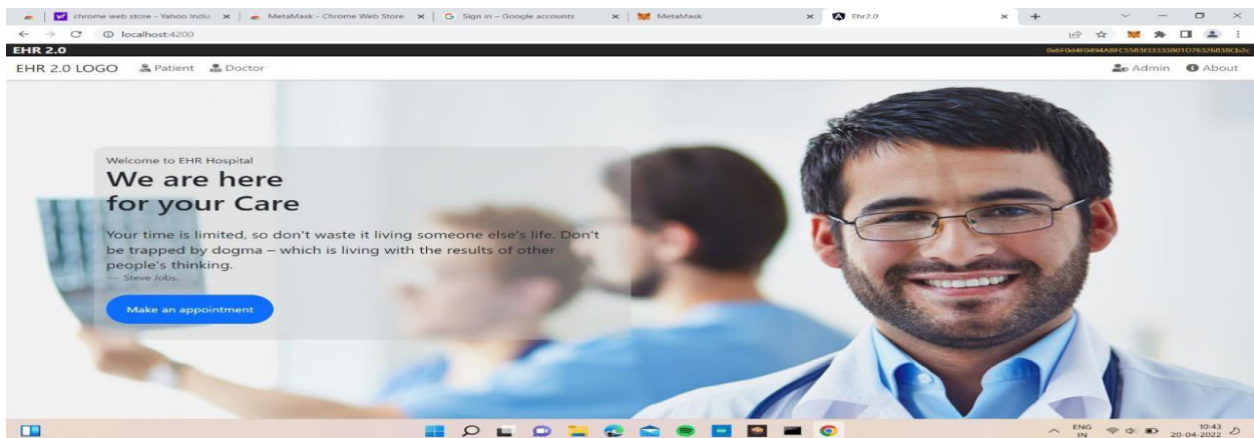 chrome web store - Yahoo India
MetaMask - Chrome Web Store
Sign in – Google accounts
MetaMask
Ehr2.0
localhost:4200
EHR 2.0
EHR 2.0 LOGO
Patient
Doctor
Admin
About
Welcome to EHR Hospital
We are here
for your Care
Your time is limited, so don't waste it living someone else's life. Don't
be trapped by dogma – which is living with the results of other
people's thinking.
— Steve Jobs.
Make an appointment
ENG
IN
10:43
20-04-2022